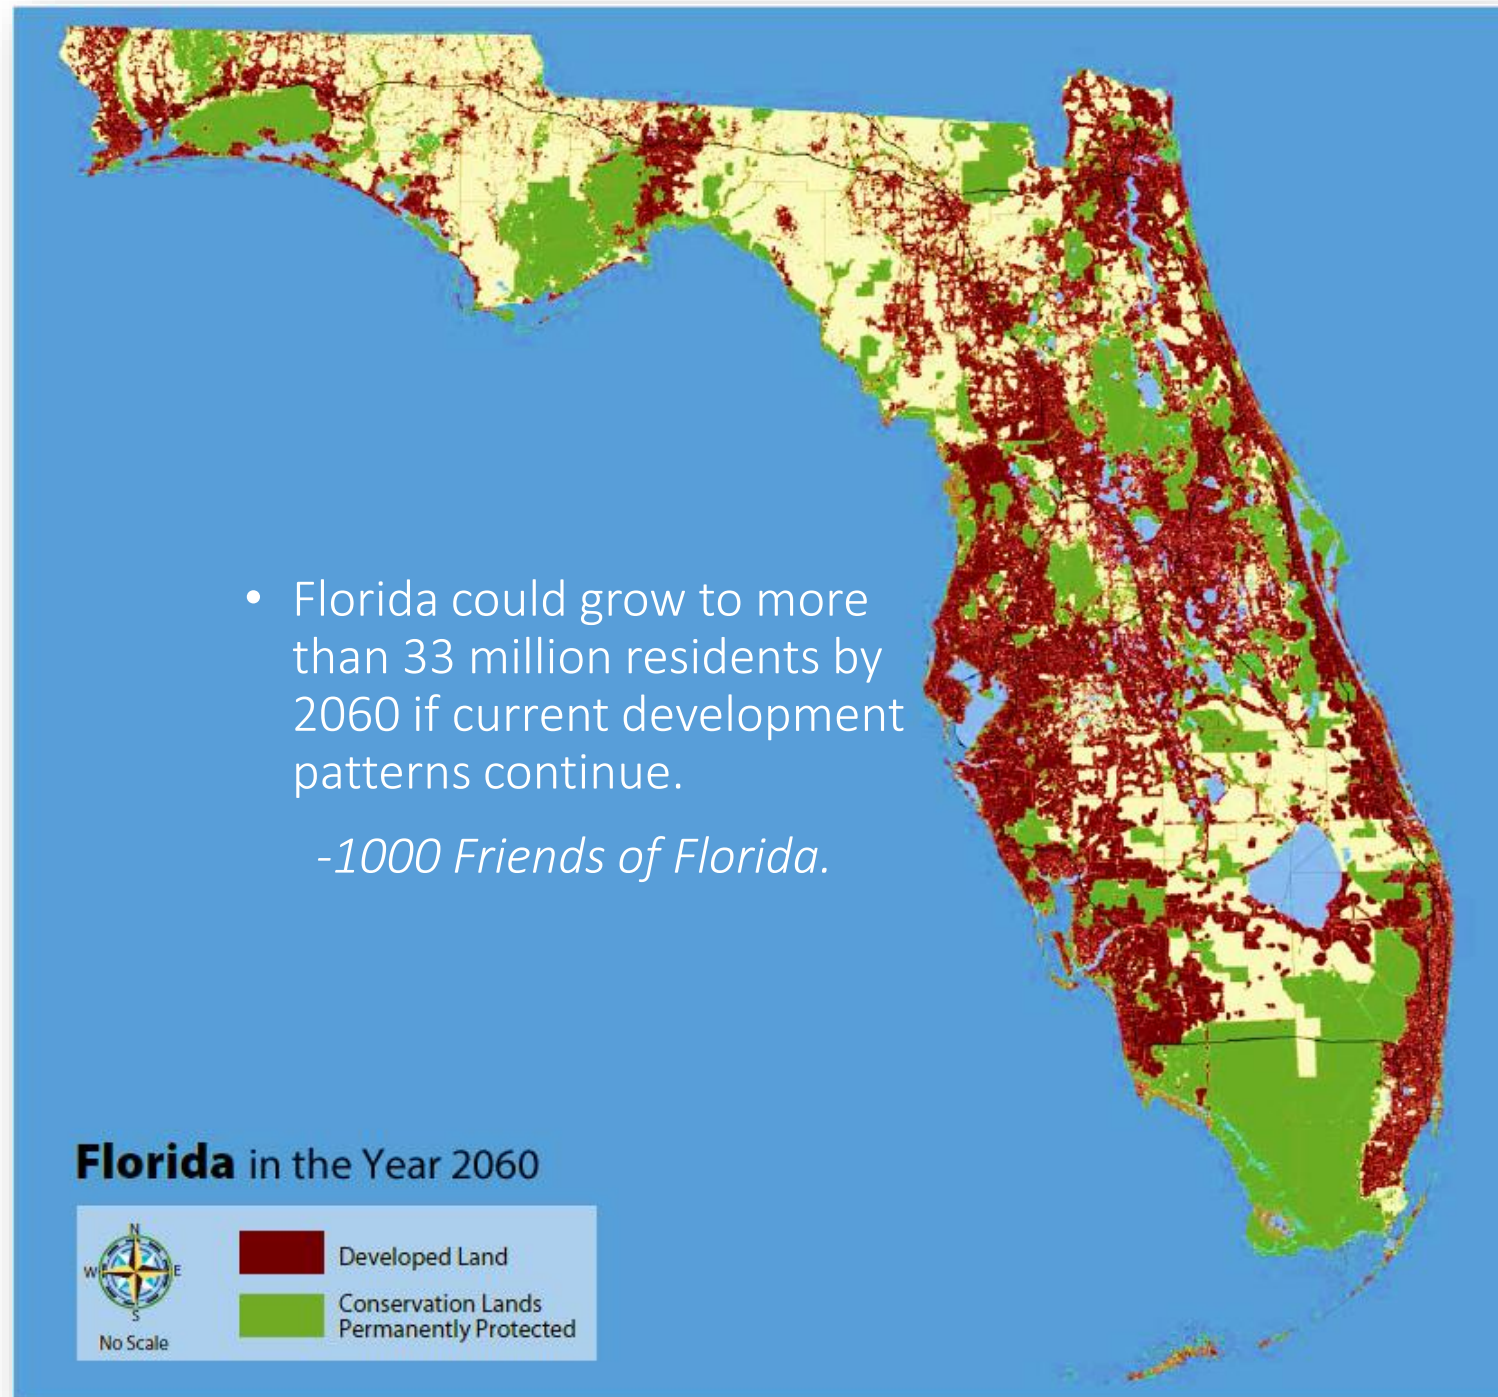 • Florida could grow to more
than 33 million residents by
2060 if current development
patterns continue.
-1000 Friends of Florida.
Florida in the Year 2060
N
W E
S
No Scale
Developed Land
Conservation Lands
Permanently Protected